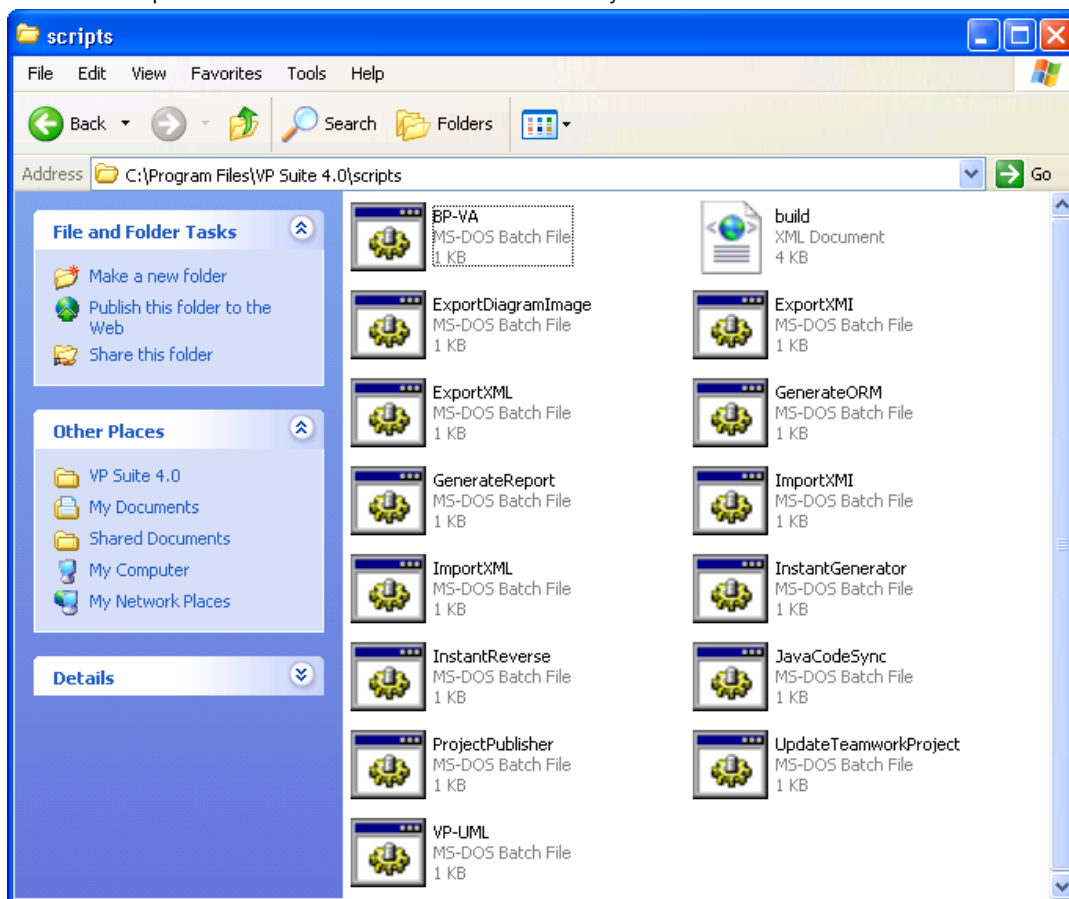 scripts
File Edit View Favorites Tools Help
Back Search Folders
Address C:\Program Files\VP Suite 4.0\scripts Go
File and Folder Tasks
Make a new folder
Publish this folder to the
Web
Share this folder
Other Places
VP Suite 4.0
My Documents
Shared Documents
My Computer
My Network Places
Details
BP-VA
MS-DOS Batch File
1 KB
build
XML Document
4 KB
ExportDiagramImage
MS-DOS Batch File
1 KB
ExportXMI
MS-DOS Batch File
1 KB
ExportXML
MS-DOS Batch File
1 KB
GenerateORM
MS-DOS Batch File
1 KB
GenerateReport
MS-DOS Batch File
1 KB
ImportXMI
MS-DOS Batch File
1 KB
ImportXML
MS-DOS Batch File
1 KB
InstantGenerator
MS-DOS Batch File
1 KB
InstantReverse
MS-DOS Batch File
1 KB
JavaCodeSync
MS-DOS Batch File
1 KB
ProjectPublisher
MS-DOS Batch File
1 KB
UpdateTeamworkProject
MS-DOS Batch File
1 KB
VP-UML
MS-DOS Batch File
1 KB